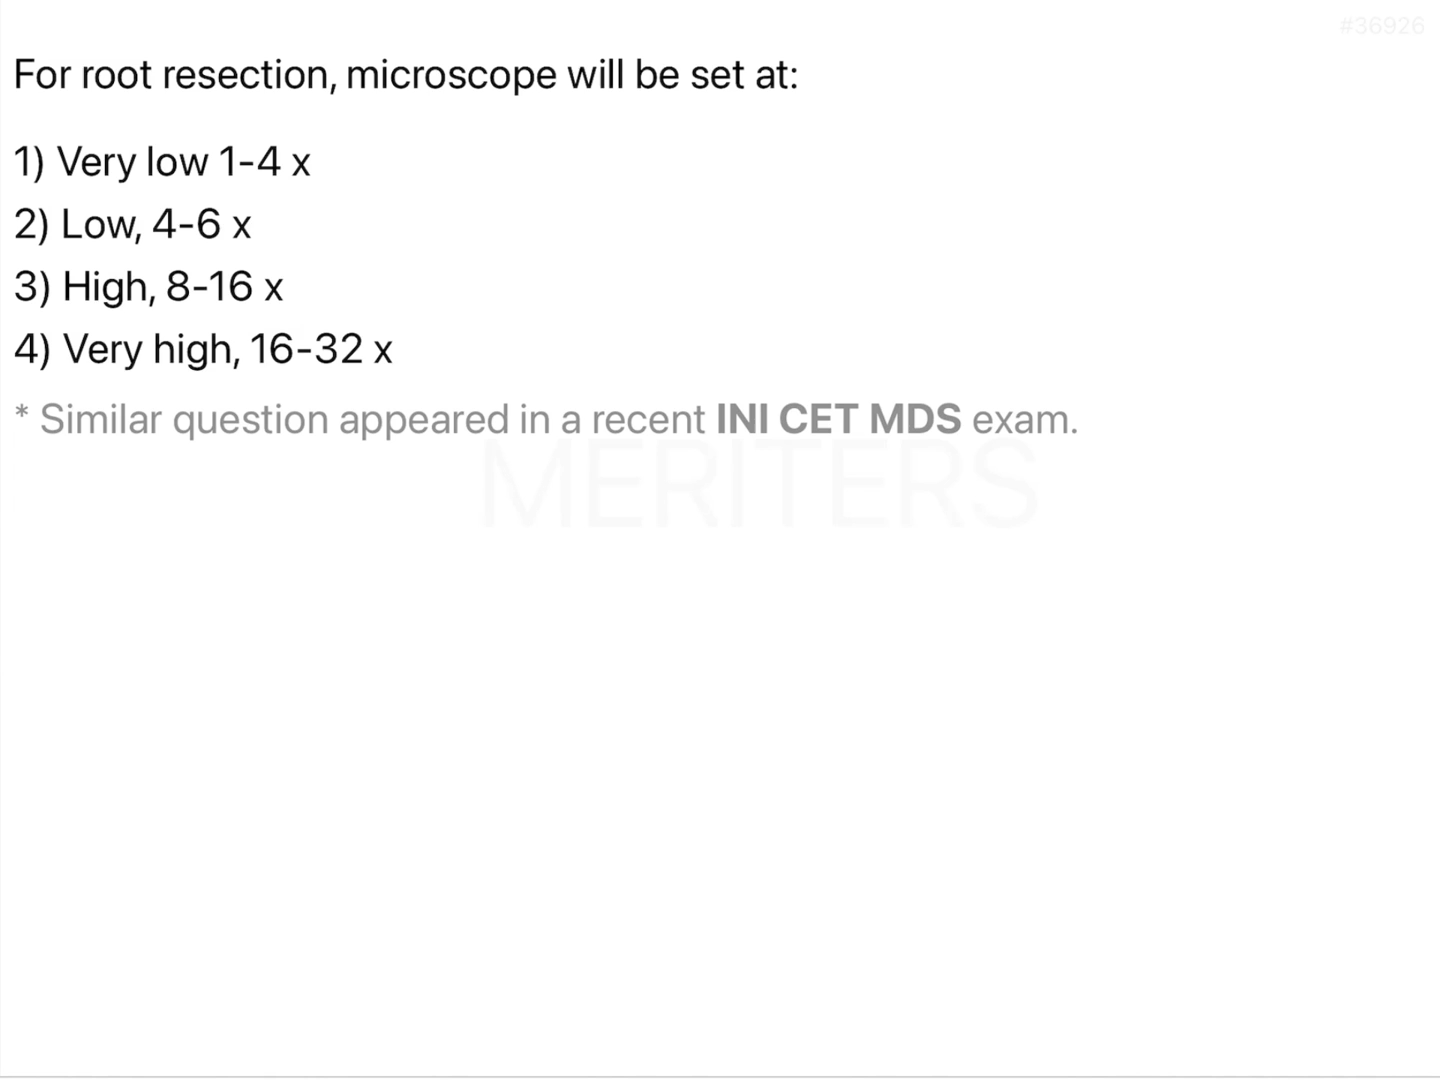 #36926
For root resection, microscope will be set at:
1) Very low 1-4 x
2) Low, 4-6 x
3) High, 8-16 x
4) Very high, 16-32 x
* Similar question appeared in a recent INI CET MDS exam.
MERITERS